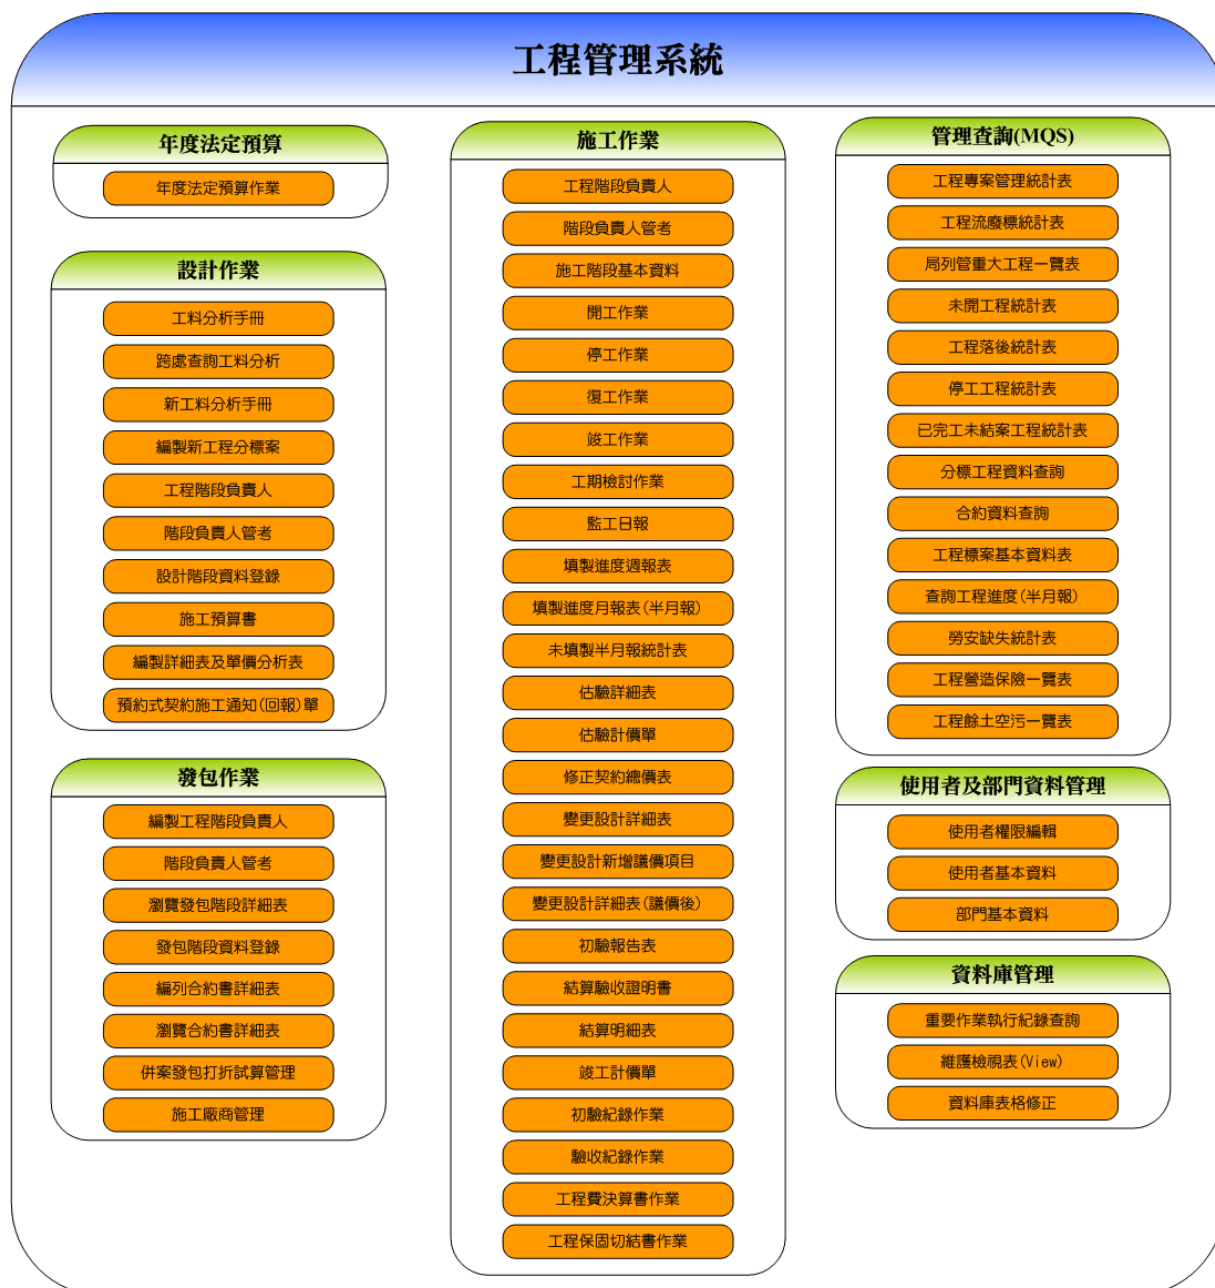 工程管理系統
年度法定預算
年度法定預算作業
設計作業
工料分析手冊
跨處查詢工料分析
新工料分析手冊
編製新工程分標案
工程階段負責人
階段負責人管考
設計階段資料登錄
施工預算書
編製詳細表及單價分析表
預約式契約施工通知(回報)單
發包作業
編製工程階段負責人
階段負責人管考
瀏覽發包階段詳細表
發包階段資料登錄
編列合約書詳細表
瀏覽合約書詳細表
併案發包打折試算管理
施工廠商管理
施工作業
工程階段負責人
階段負責人管考
施工階段基本資料
開工作業
停工作業
復工作業
竣工作業
工期檢討作業
監工日報
填製進度週報表
填製進度月報表(半月報)
未填製半月報統計表
估驗詳細表
估驗計價單
修正契約總價表
變更設計詳細表
變更設計新增議價項目
變更設計詳細表(議價後)
初驗報告表
結算驗收證明書
結算明細表
竣工計價單
初驗紀錄作業
驗收紀錄作業
工程費決算書作業
工程保固切結書作業
管理查詢(MQS)
工程專案管理統計表
工程流廢標統計表
局列管重大工程一覽表
未開工程統計表
工程落後統計表
停工工程統計表
已完工未結案工程統計表
分標工程資料查詢
合約資料查詢
工程標案基本資料表
查詢工程進度(半月報)
勞安缺失統計表
工程營造保險一覽表
工程餘土空污一覽表
使用者及部門資料管理
使用者權限編輯
使用者基本資料
部門基本資料
資料庫管理
重要作業執行紀錄查詢
維護檢視表(View)
資料庫表格修正